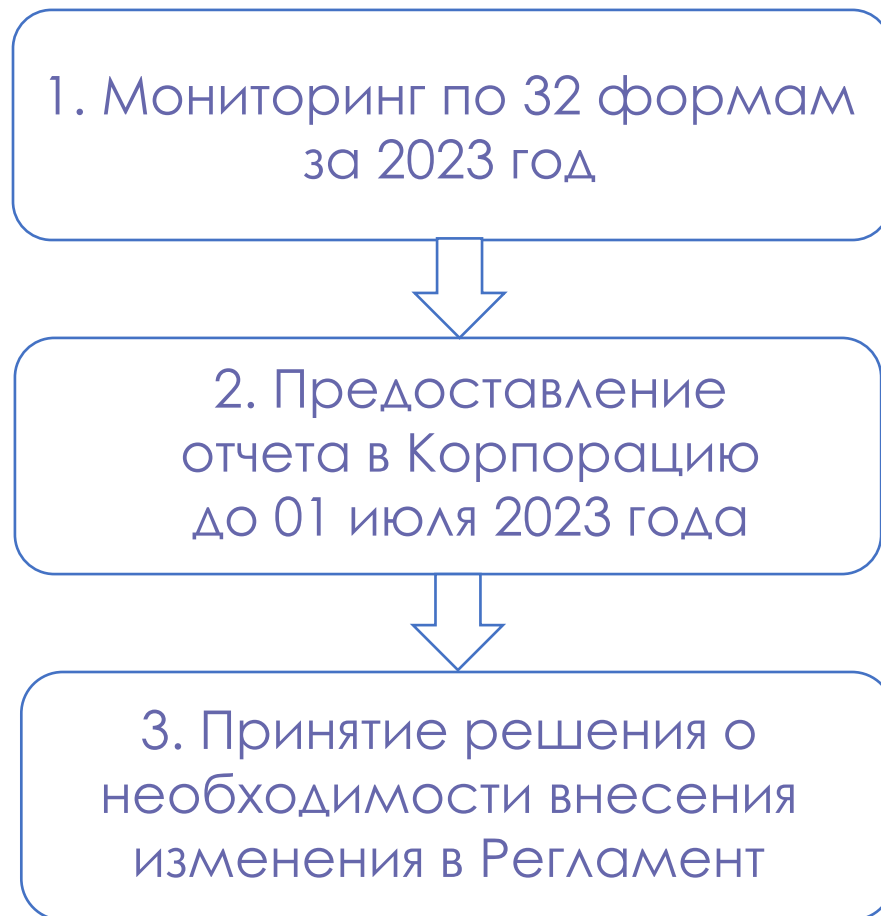 1. Мониторинг по 32 формам
за 2023 год
2. Предоставление
отчета в Корпорацию
до 01 июля 2023 года
3. Принятие решения о
необходимости внесения
изменения в Регламент